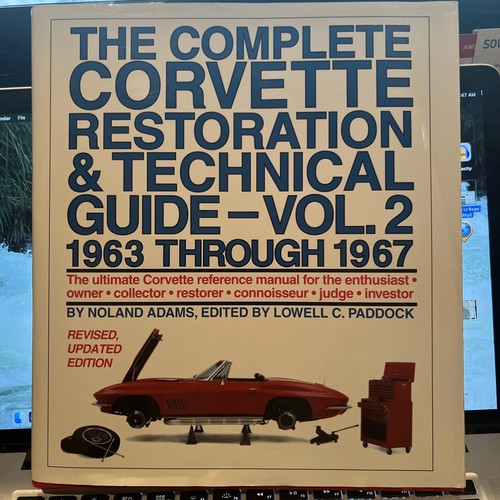 THE COMPLETE
CORVETTE
RESTORATION
& TECHNICAL
GUIDE–VOL. 2
1963 THROUGH 1967
The ultimate Corvette reference manual for the enthusiast •
owner • collector • restorer • connoisseur • judge • investor
BY NOLAND ADAMS, EDITED BY LOWELL C. PADDOCK
REVISED,
UPDATED
EDITION
File